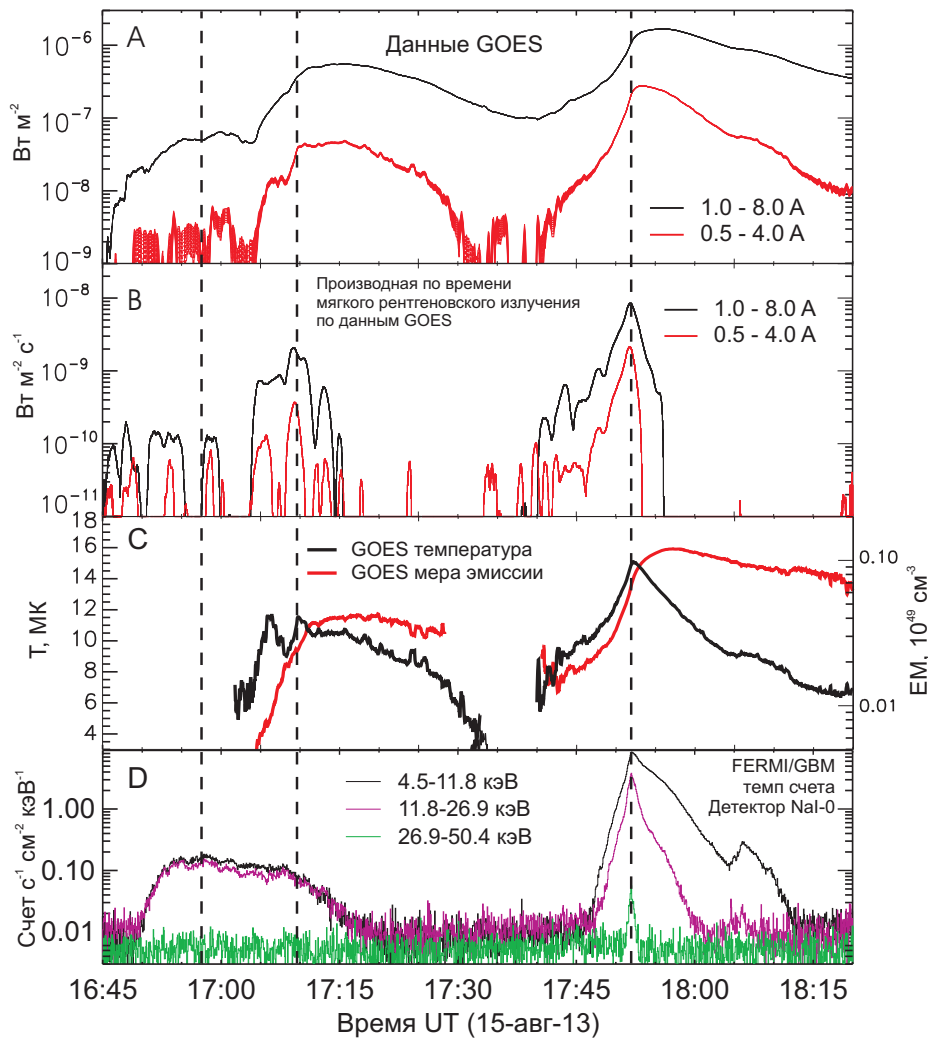 A
Данные GOES
10⁻⁶
10⁻⁷
10⁻⁸
10⁻⁹
Вт м⁻²
1.0 - 8.0 А
0.5 - 4.0 А
B
Производная по времени
мягкого рентгеновского излучения
по данным GOES
1.0 - 8.0 А
0.5 - 4.0 А
10⁻⁸
10⁻⁹
10⁻¹⁰
10⁻¹¹
Вт м⁻² с⁻¹
C
GOES температура
GOES мера эмиссии
18
16
14
12
10
8
6
4
T, МК
0.10
0.01
EM, 10⁴⁹ см⁻³
D
4.5-11.8 кэВ
11.8-26.9 кэВ
26.9-50.4 кэВ
FERMI/GBM
темп счета
Детектор NaI-0
1.00
0.10
0.01
Счет с⁻¹ см⁻² кэВ⁻¹
16:45 17:00 17:15 17:30 17:45 18:00 18:15
Время UT (15-авг-13)